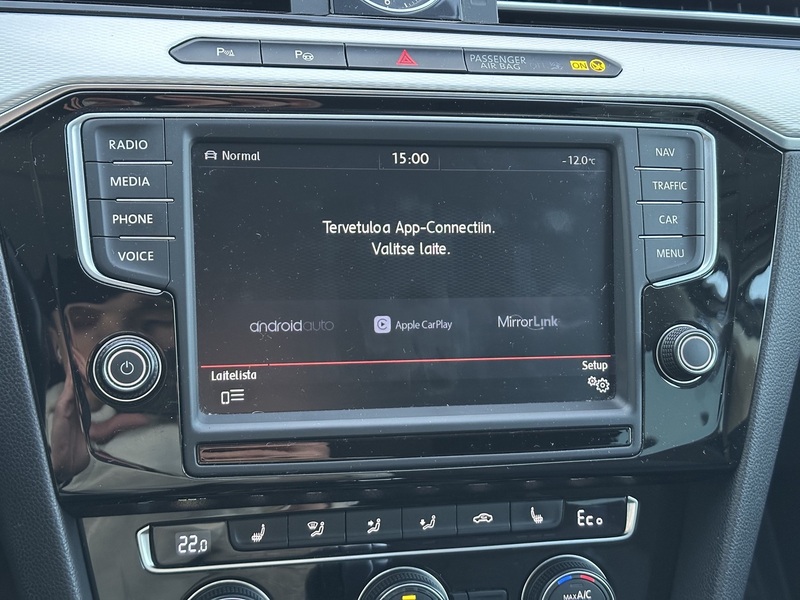 P
P
PASSENGER
AIR BAG
ON
RADIO
MEDIA
PHONE
VOICE
Normal
15:00
-12.0°C
Tervetuloa App-Connectiin.
Valitse laite.
androidauto
Apple CarPlay
MirrorLink
Laitelista
Setup
NAV
TRAFFIC
CAR
MENU
22.0
Eco
MAX A/C